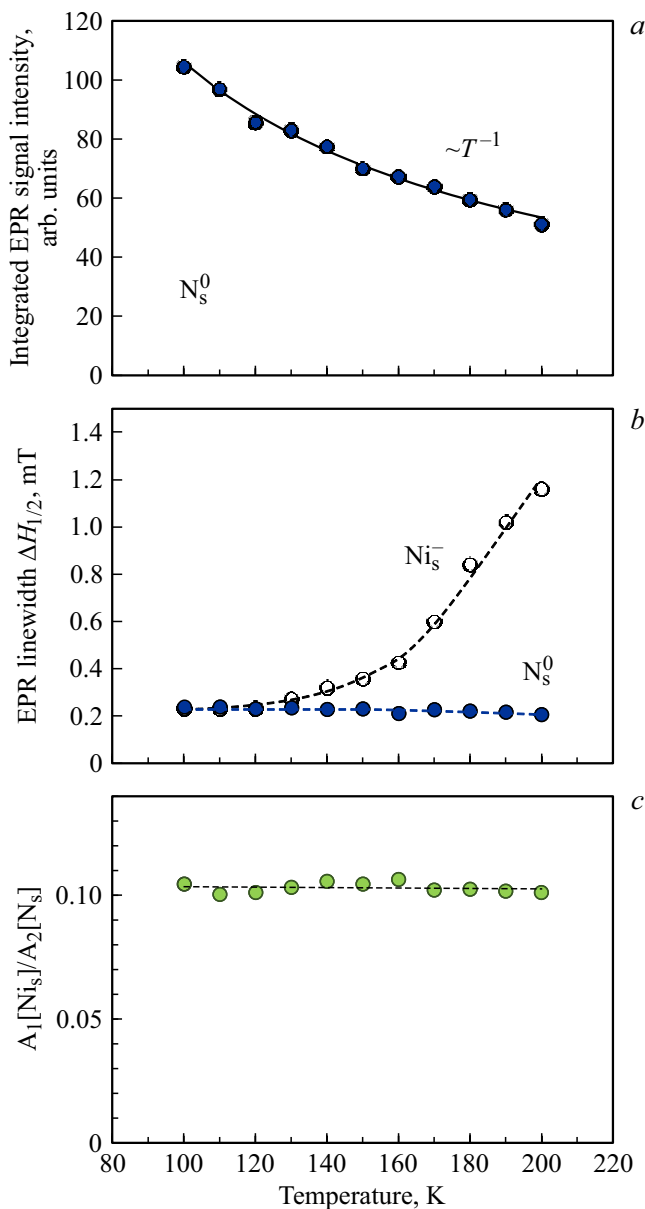 a
Integrated EPR signal intensity,
arb. units
120
100
80
60
40
20
0
~T⁻¹
N⁰ₛ
b
EPR linewidth ΔH₁/₂, mT
1.4
1.2
1.0
0.8
0.6
0.4
0.2
0
Ni⁻ₛ
N⁰ₛ
c
A₁[Niₛ]/A₂[Nₛ]
0.10
0.05
0
80 100 120 140 160 180 200 220
Temperature, K